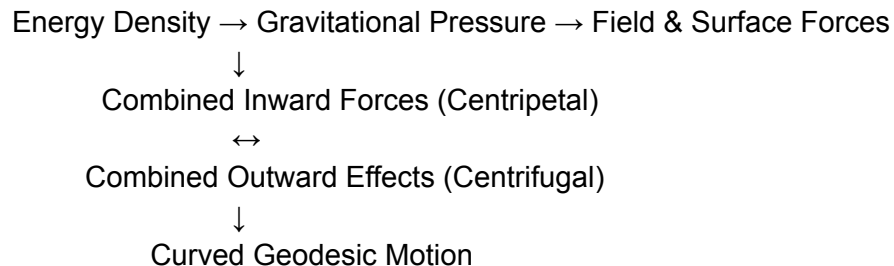 Energy Density → Gravitational Pressure → Field & Surface Forces
↓
Combined Inward Forces (Centripetal)
↔
Combined Outward Effects (Centrifugal)
↓
Curved Geodesic Motion